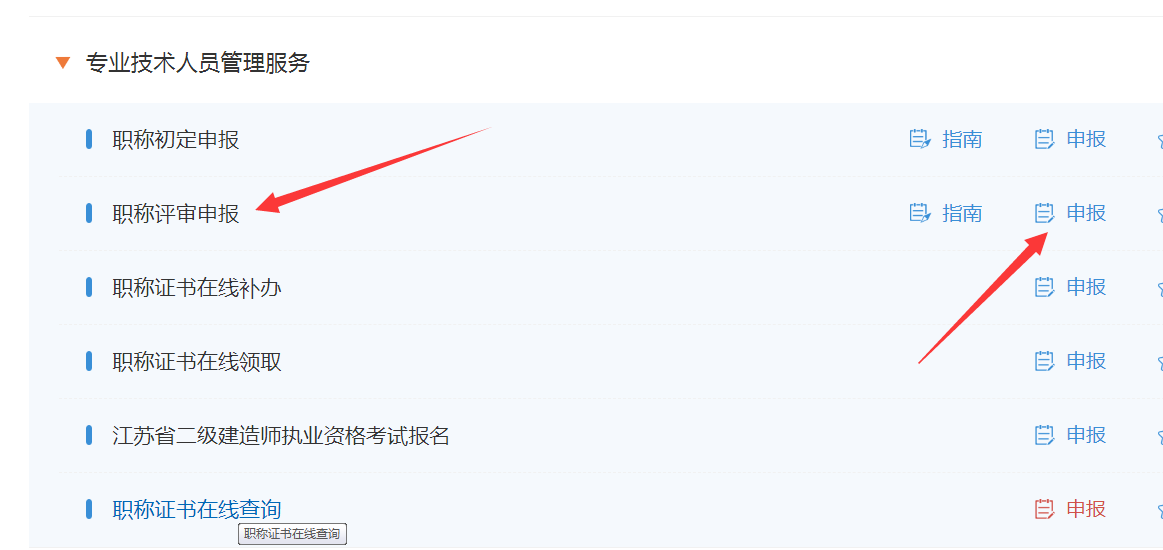 专业技术人员管理服务
职称初定申报 指南 申报
职称评审申报 指南 申报
职称证书在线补办 申报
职称证书在线领取 申报
江苏省二级建造师执业资格考试报名 申报
职称证书在线查询 申报
职称证书在线查询